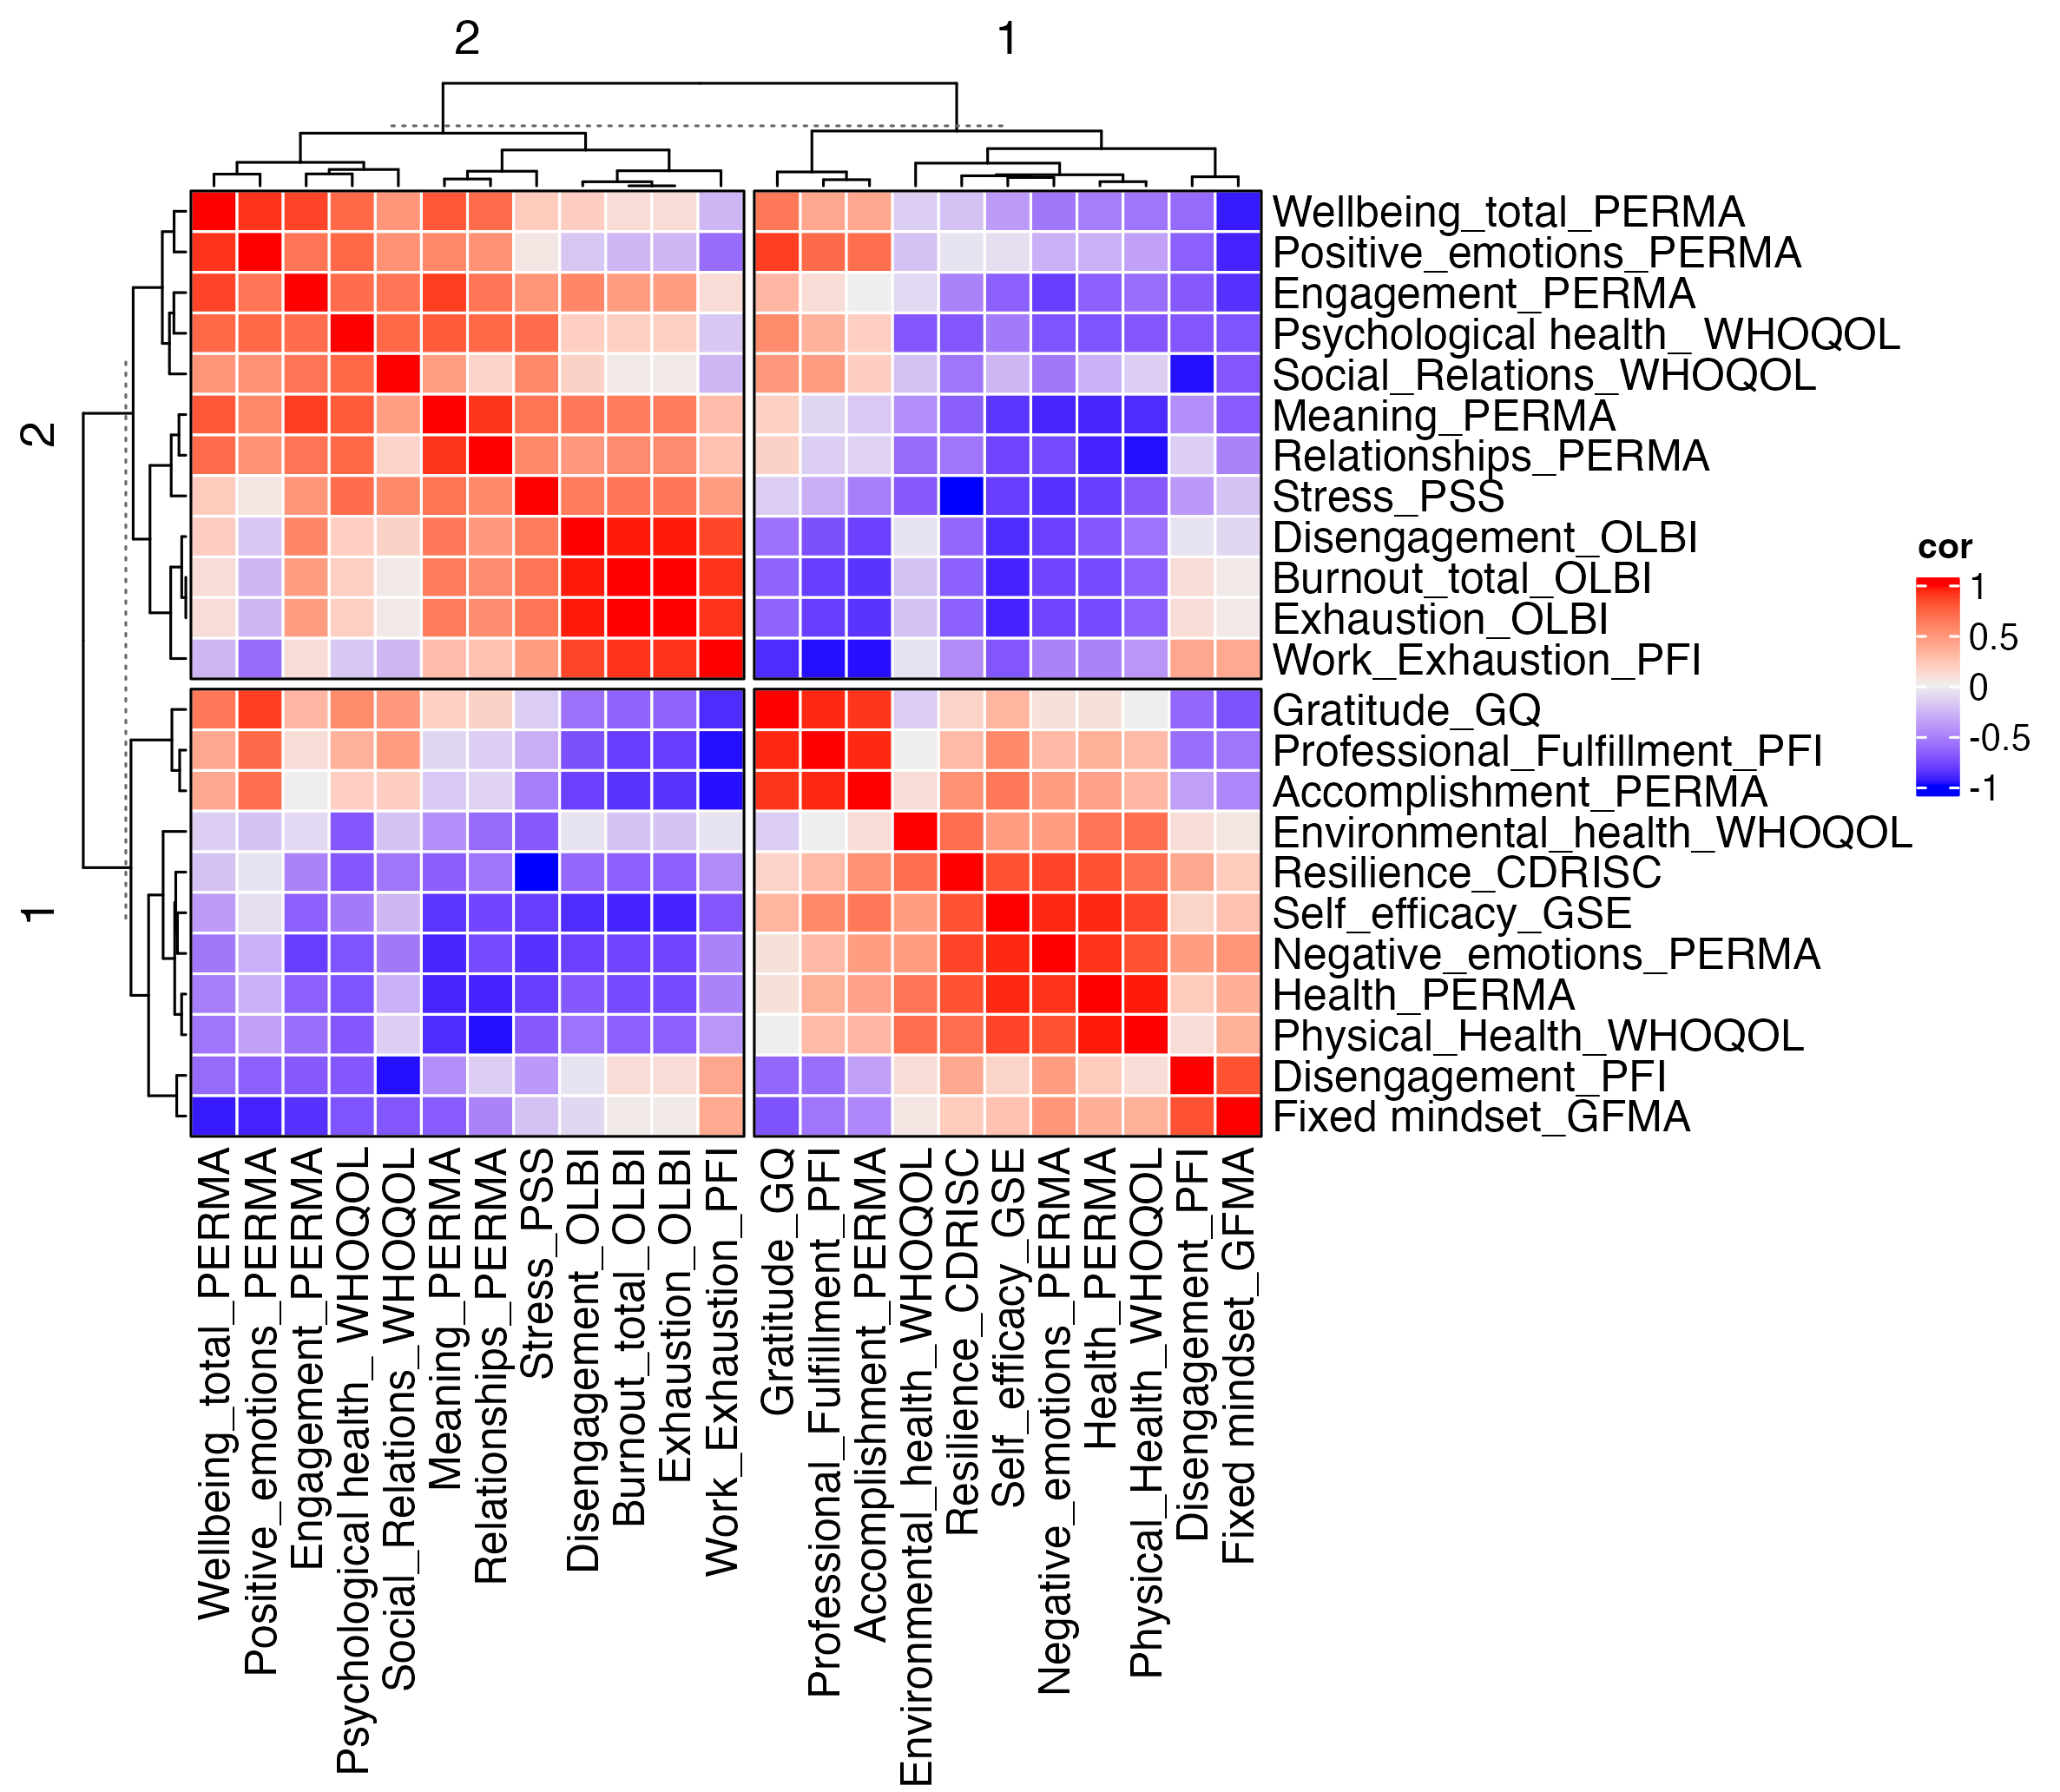 2
1
2
1
Wellbeing_total_PERMA
Positive_emotions_PERMA
Engagement_PERMA
Psychological health_ WHOQOL
Social_Relations_WHOQOL
Meaning_PERMA
Relationships_PERMA
Stress_PSS
Disengagement_OLBI
Burnout_total_OLBI
Exhaustion_OLBI
Work_Exhaustion_PFI
Gratitude_GQ
Professional_Fulfillment_PFI
Accomplishment_PERMA
Environmental_health_WHOQOL
Resilience_CDRISC
Self_efficacy_GSE
Negative_emotions_PERMA
Health_PERMA
Physical_Health_WHOQOL
Disengagement_PFI
Fixed mindset_GFMA
cor
1
0.5
0
-0.5
-1
Wellbeing_total_PERMA
Positive_emotions_PERMA
Engagement_PERMA
Psychological health_ WHOQOL
Social_Relations_WHOQOL
Meaning_PERMA
Relationships_PERMA
Stress_PSS
Disengagement_OLBI
Burnout_total_OLBI
Exhaustion_OLBI
Work_Exhaustion_PFI
Gratitude_GQ
Professional_Fulfillment_PFI
Accomplishment_PERMA
Environmental_health_WHOQOL
Resilience_CDRISC
Self_efficacy_GSE
Negative_emotions_PERMA
Health_PERMA
Physical_Health_WHOQOL
Disengagement_PFI
Fixed mindset_GFMA